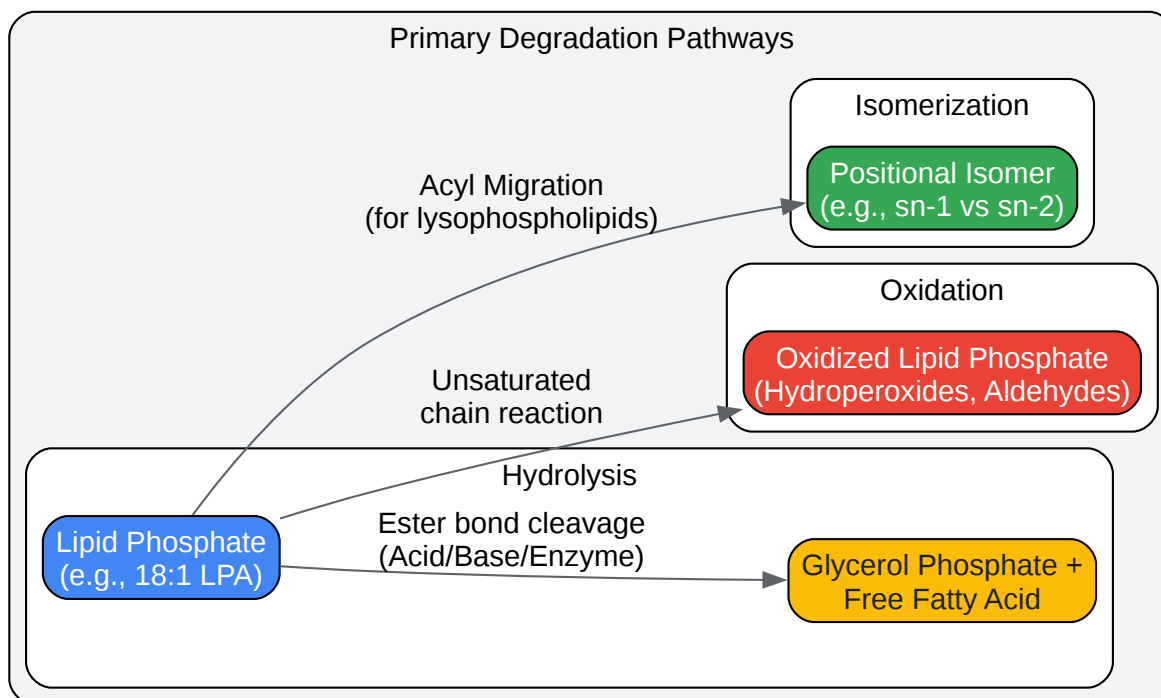 Primary Degradation Pathways
Isomerization
Positional Isomer
(e.g., sn-1 vs sn-2)
Acyl Migration
(for lysophospholipids)
Oxidation
Oxidized Lipid Phosphate
(Hydroperoxides, Aldehydes)
Unsaturated
chain reaction
Hydrolysis
Lipid Phosphate
(e.g., 18:1 LPA)
Ester bond cleavage
(Acid/Base/Enzyme)
Glycerol Phosphate +
Free Fatty Acid